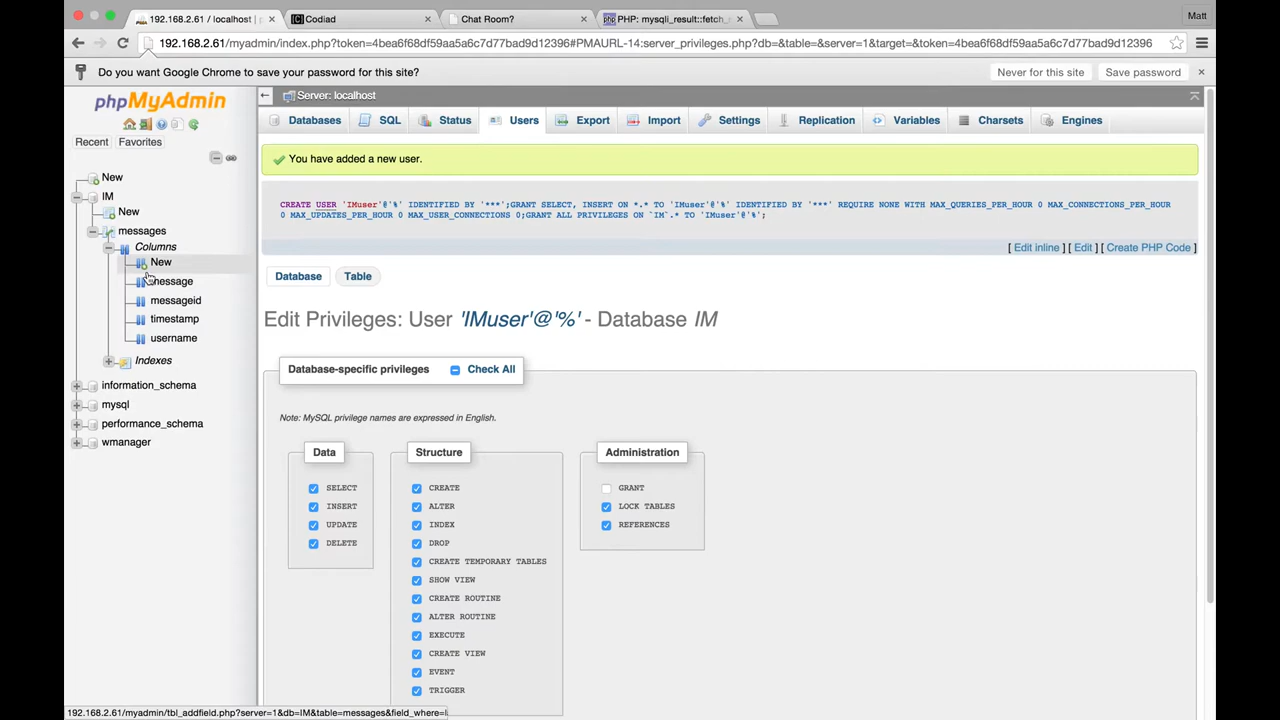 192.168.2.61 / localhost |
Codiad
Chat Room?
PHP: mysqli_result::fetch_
Matt
192.168.2.61/myadmin/index.php?token=4bea6f68df59aa5a6c7d77bad9d12396#PMAURL-14:server_privileges.php?db=&table=&server=1&target=&token=4bea6f68df59aa5a6c7d77bad9d12396
Do you want Google Chrome to save your password for this site?
Never for this site
Save password
phpMyAdmin
Recent
Favorites
New
IM
New
messages
Columns
New
message
messageid
timestamp
username
Indexes
information_schema
mysql
performance_schema
wmanager
Server: localhost
Databases
SQL
Status
Users
Export
Import
Settings
Replication
Variables
Charsets
Engines
You have added a new user.
CREATE USER 'IMuser'@'%' IDENTIFIED BY '***';GRANT SELECT, INSERT ON *.* TO 'IMuser'@'%' IDENTIFIED BY '***' REQUIRE NONE WITH MAX_QUERIES_PER_HOUR 0 MAX_CONNECTIONS_PER_HOUR
0 MAX_UPDATES_PER_HOUR 0 MAX_USER_CONNECTIONS 0;GRANT ALL PRIVILEGES ON `IM`.* TO 'IMuser'@'%';
[ Edit inline ] [ Edit ] [ Create PHP Code ]
Database
Table
Edit Privileges: User 'IMuser'@'%' - Database IM
Database-specific privileges
Check All
Note: MySQL privilege names are expressed in English.
Data
SELECT
INSERT
UPDATE
DELETE
Structure
CREATE
ALTER
INDEX
DROP
CREATE TEMPORARY TABLES
SHOW VIEW
CREATE ROUTINE
ALTER ROUTINE
EXECUTE
CREATE VIEW
EVENT
TRIGGER
Administration
GRANT
LOCK TABLES
REFERENCES
192.168.2.61/myadmin/tbl_addfield.php?server=1&db=IM&table=messages&field_where=l